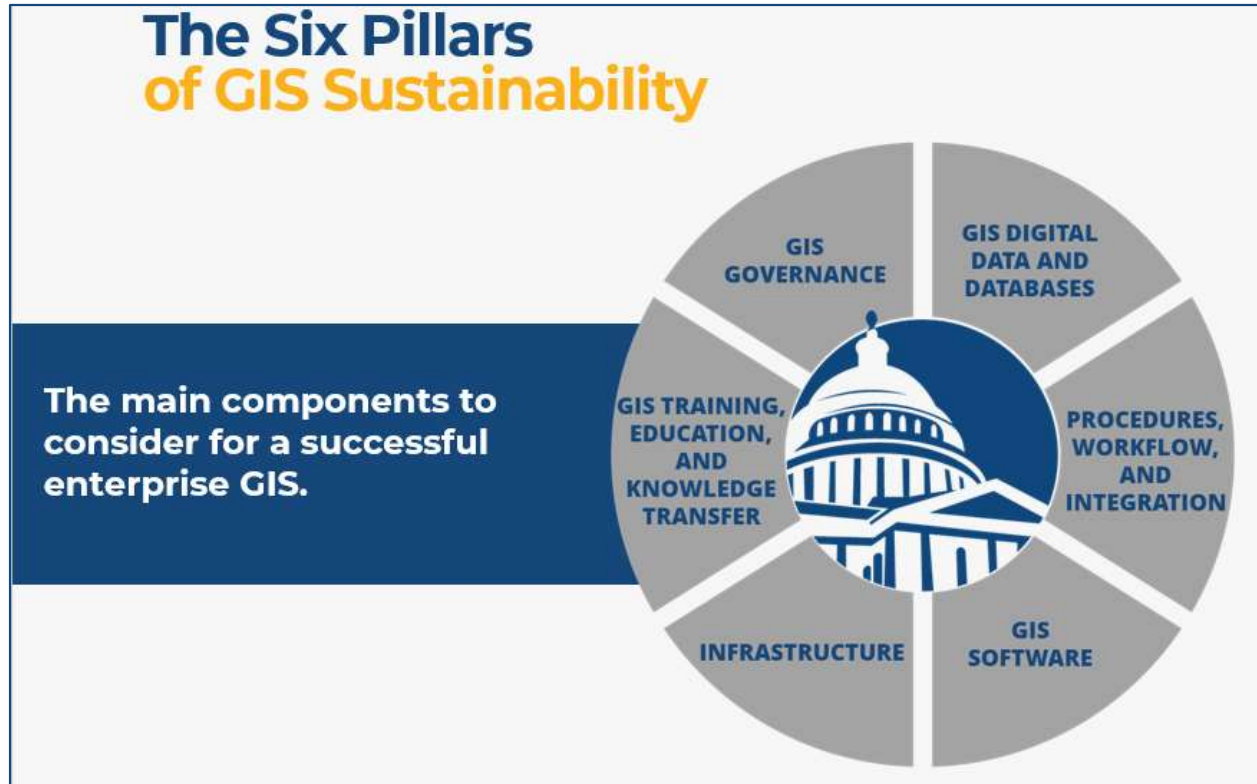 The Six Pillars
of GIS Sustainability
The main components to
consider for a successful
enterprise GIS.
GIS
GOVERNANCE
GIS DIGITAL
DATA AND
DATABASES
GIS TRAINING,
EDUCATION,
AND
KNOWLEDGE
TRANSFER
PROCEDURES,
WORKFLOW,
AND
INTEGRATION
INFRASTRUCTURE
GIS
SOFTWARE